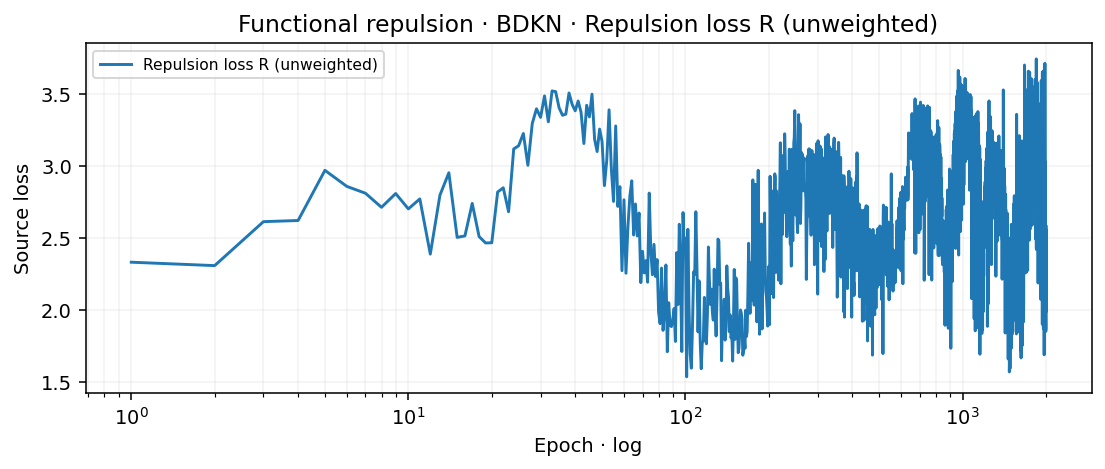 Functional repulsion · BDKN · Repulsion loss R (unweighted)
Repulsion loss R (unweighted)
Source loss
3.5
3.0
2.5
2.0
1.5
10⁰
10¹
10²
10³
Epoch · log